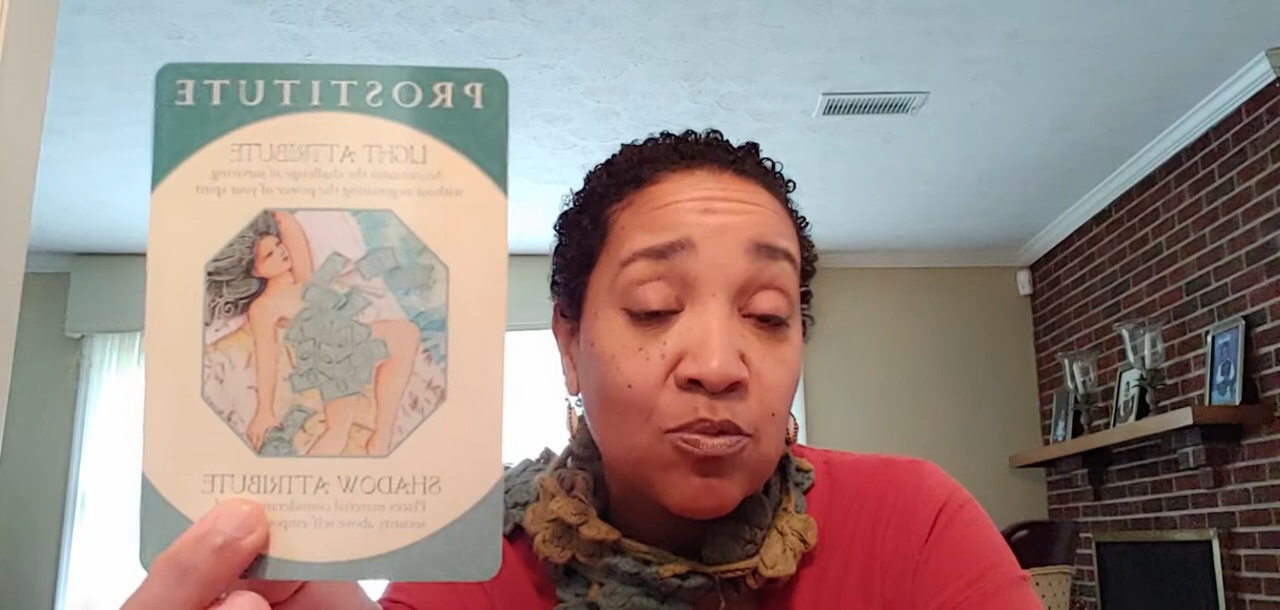 PROSTITUTE
LIGHT ATTRIBUTE
Accentuates the challenge of surviving
without negotiating the power of your spirit
SHADOW ATTRIBUTE
Places material
security above self-